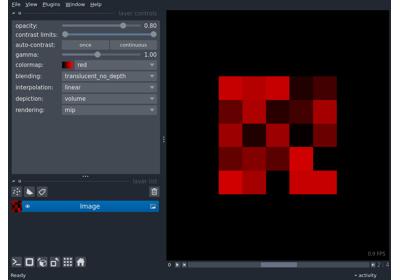 File View Plugins Window Help
layer controls
opacity: 0.80
contrast limits:
auto-contrast: once continuous
gamma: 1.00
colormap: red
blending: translucent_no_depth
interpolation: linear
depiction: volume
rendering: mip
layer list
Image
0.9 FPS
0
2 4
Ready
activity